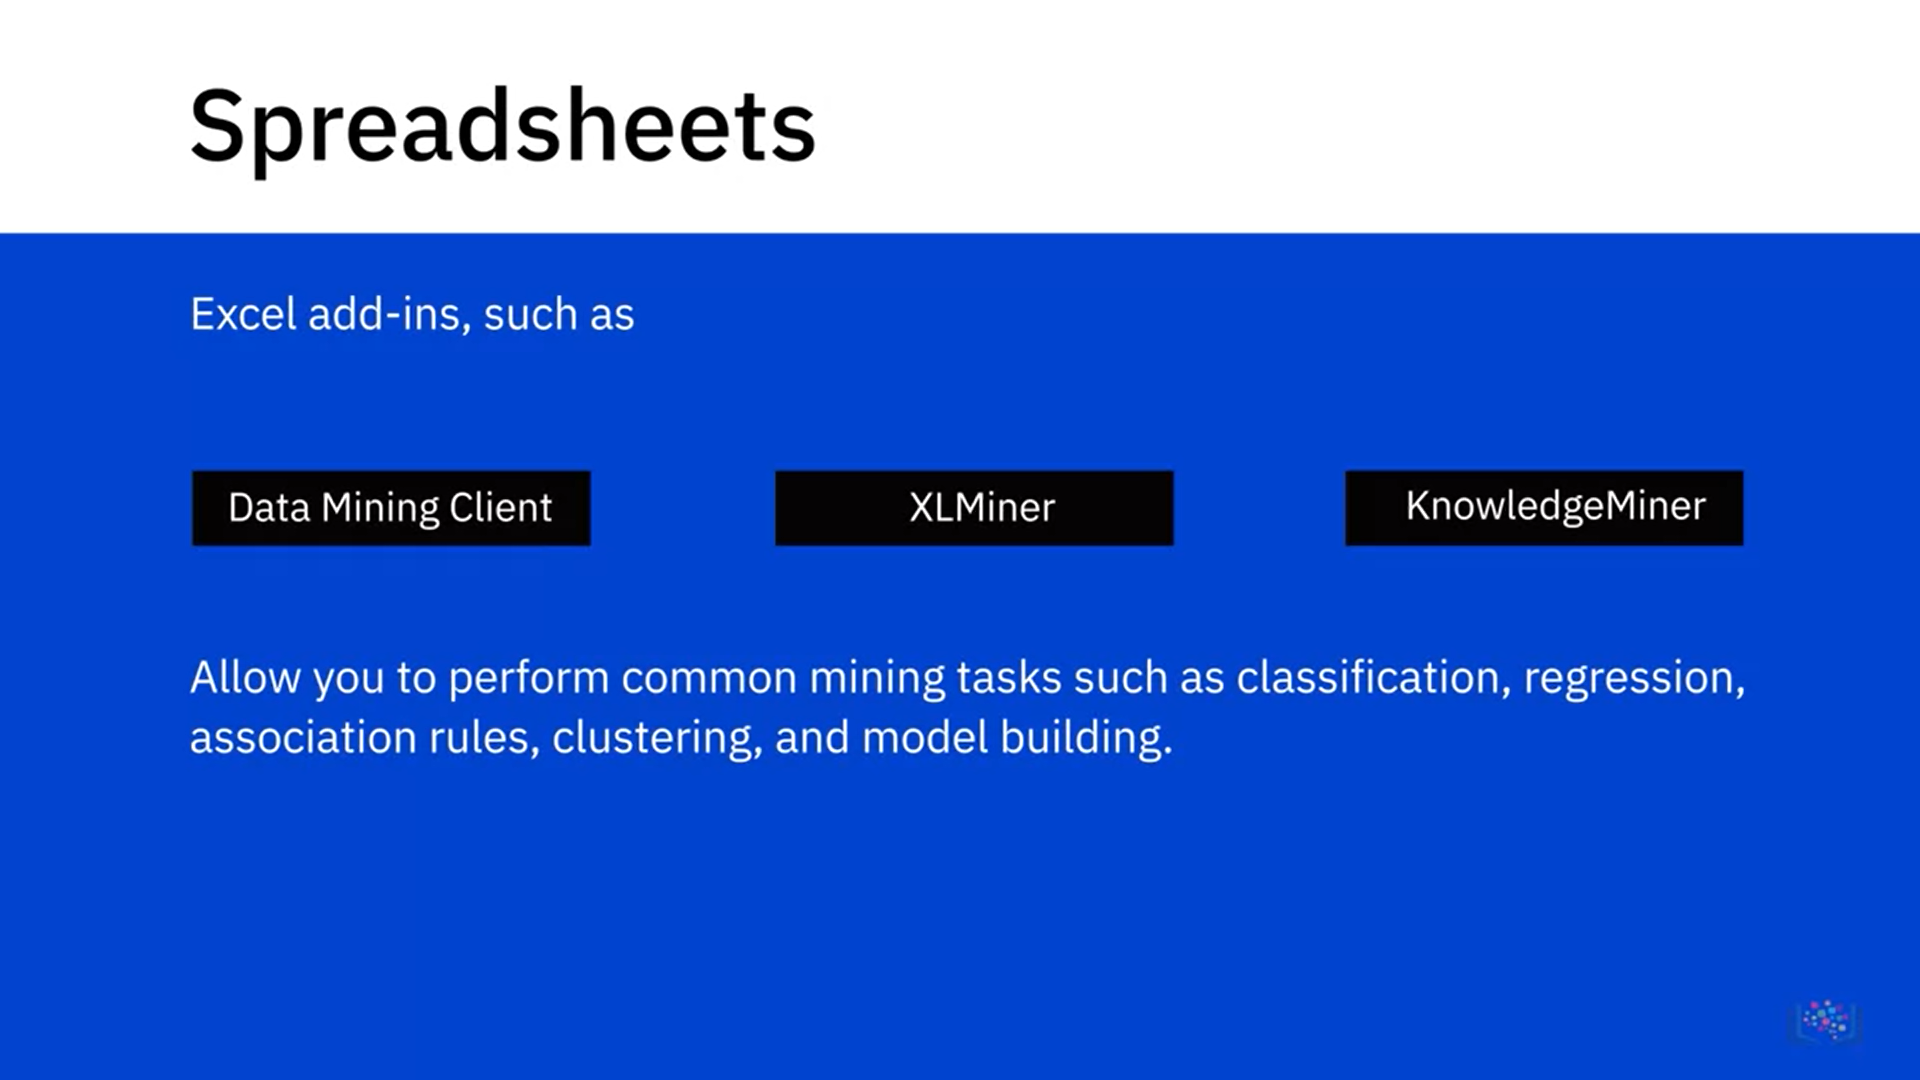 Spreadsheets
Excel add-ins, such as
Data Mining Client
XLMiner
KnowledgeMiner
Allow you to perform common mining tasks such as classification, regression,
association rules, clustering, and model building.